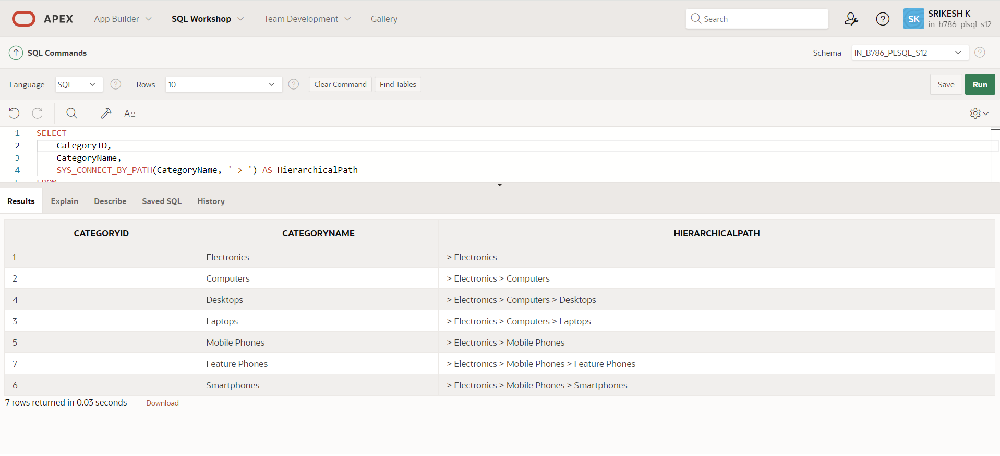 APEX App Builder SQL Workshop Team Development Gallery Search SK SRIKESH K
in_b786_plsql_s12
SQL Commands Schema IN_B786_PLSQL_S12 ?
Language SQL ? Rows 10 ? Clear Command Find Tables Save Run
A::
1 SELECT
2 CategoryID,
3 CategoryName,
4 SYS_CONNECT_BY_PATH(CategoryName, ' > ') AS HierarchicalPath
5 FROM
Results Explain Describe Saved SQL History
CATEGORYID CATEGORYNAME HIERARCHICALPATH
1 Electronics > Electronics
2 Computers > Electronics > Computers
4 Desktops > Electronics > Computers > Desktops
3 Laptops > Electronics > Computers > Laptops
5 Mobile Phones > Electronics > Mobile Phones
7 Feature Phones > Electronics > Mobile Phones > Feature Phones
6 Smartphones > Electronics > Mobile Phones > Smartphones
7 rows returned in 0.03 seconds Download